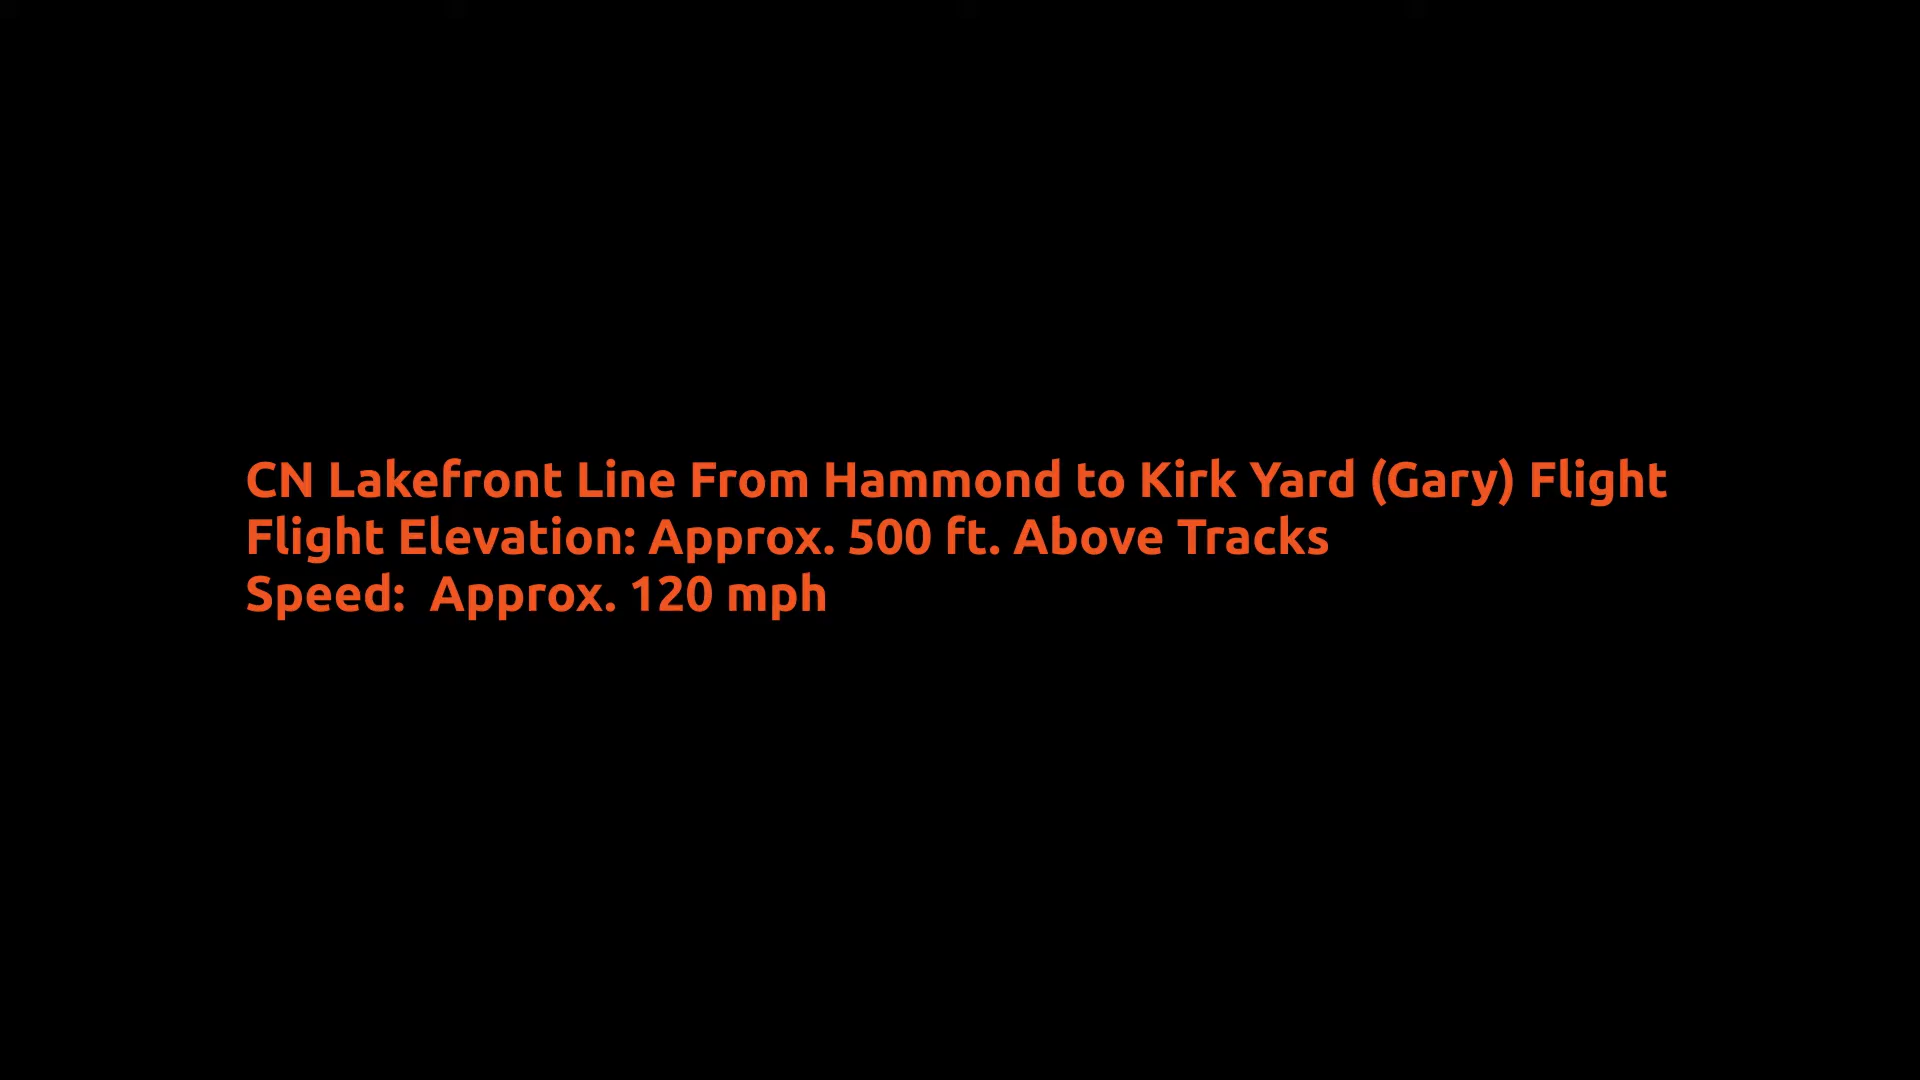 CN Lakefront Line From Hammond to Kirk Yard (Gary) Flight
Flight Elevation: Approx. 500 ft. Above Tracks
Speed:  Approx. 120 mph